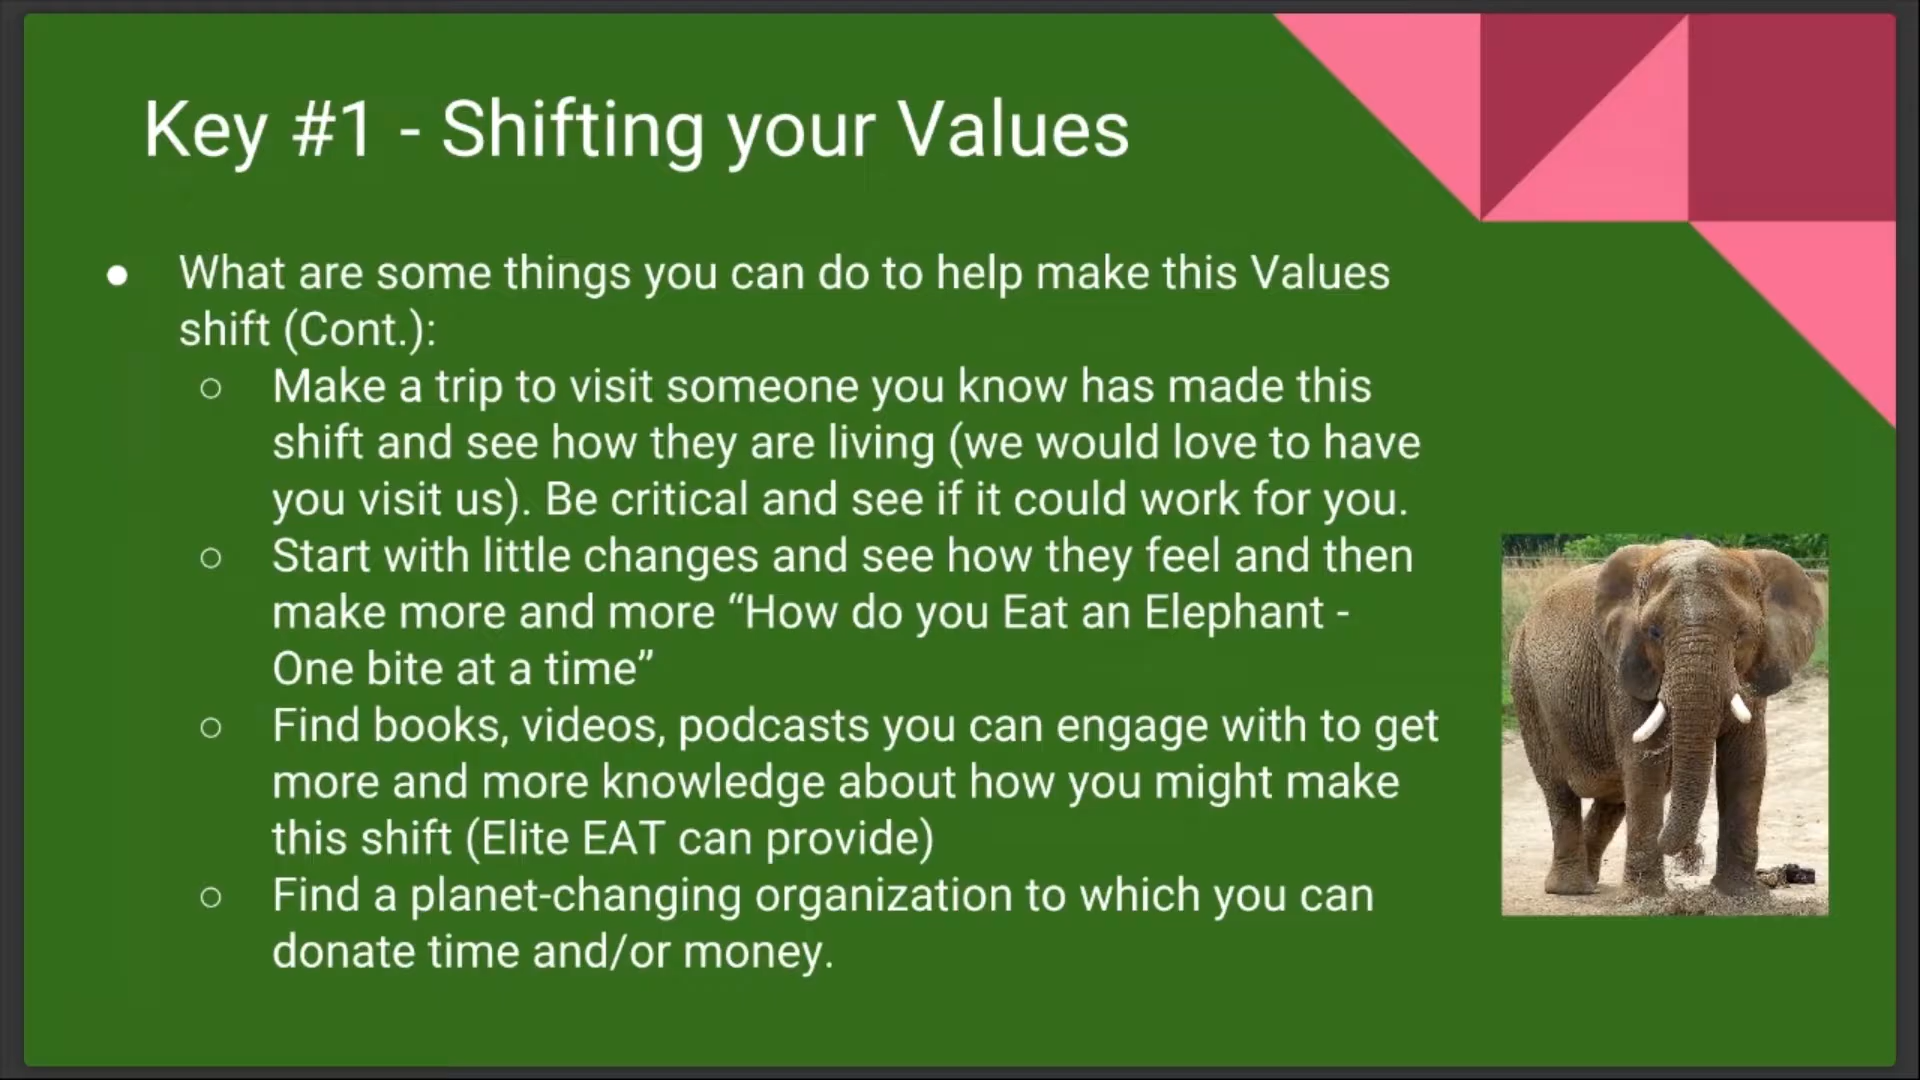 Key #1 - Shifting your Values
● What are some things you can do to help make this Values
shift (Cont.):
○ Make a trip to visit someone you know has made this
shift and see how they are living (we would love to have
you visit us). Be critical and see if it could work for you.
○ Start with little changes and see how they feel and then
make more and more “How do you Eat an Elephant -
One bite at a time”
○ Find books, videos, podcasts you can engage with to get
more and more knowledge about how you might make
this shift (Elite EAT can provide)
○ Find a planet-changing organization to which you can
donate time and/or money.